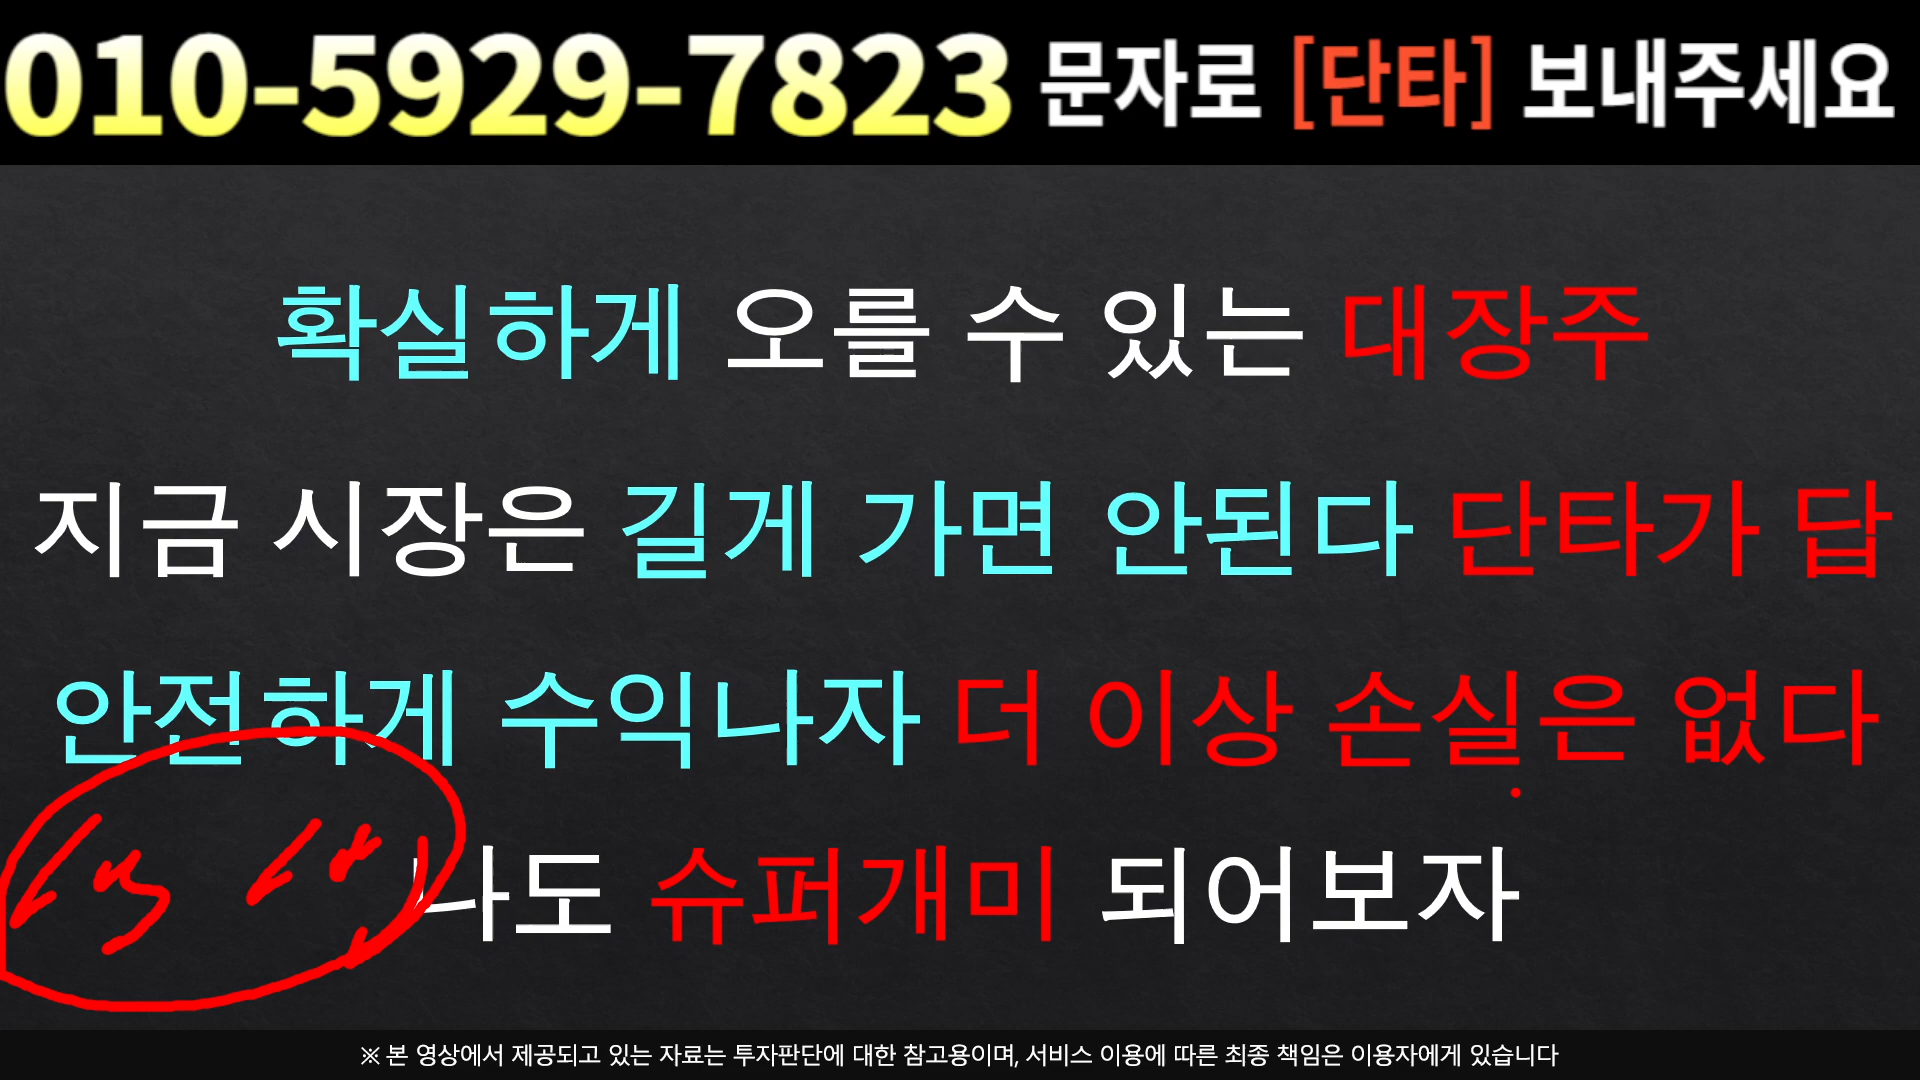 010-5929-7823 문자로 [단타] 보내주세요
확실하게 오를 수 있는 대장주
지금 시장은 길게 가면 안된다 단타가 답
안전하게 수익나자 더 이상 손실은 없다
나도 슈퍼개미 되어보자
※ 본 영상에서 제공되고 있는 자료는 투자판단에 대한 참고용이며, 서비스 이용에 따른 최종 책임은 이용자에게 있습니다